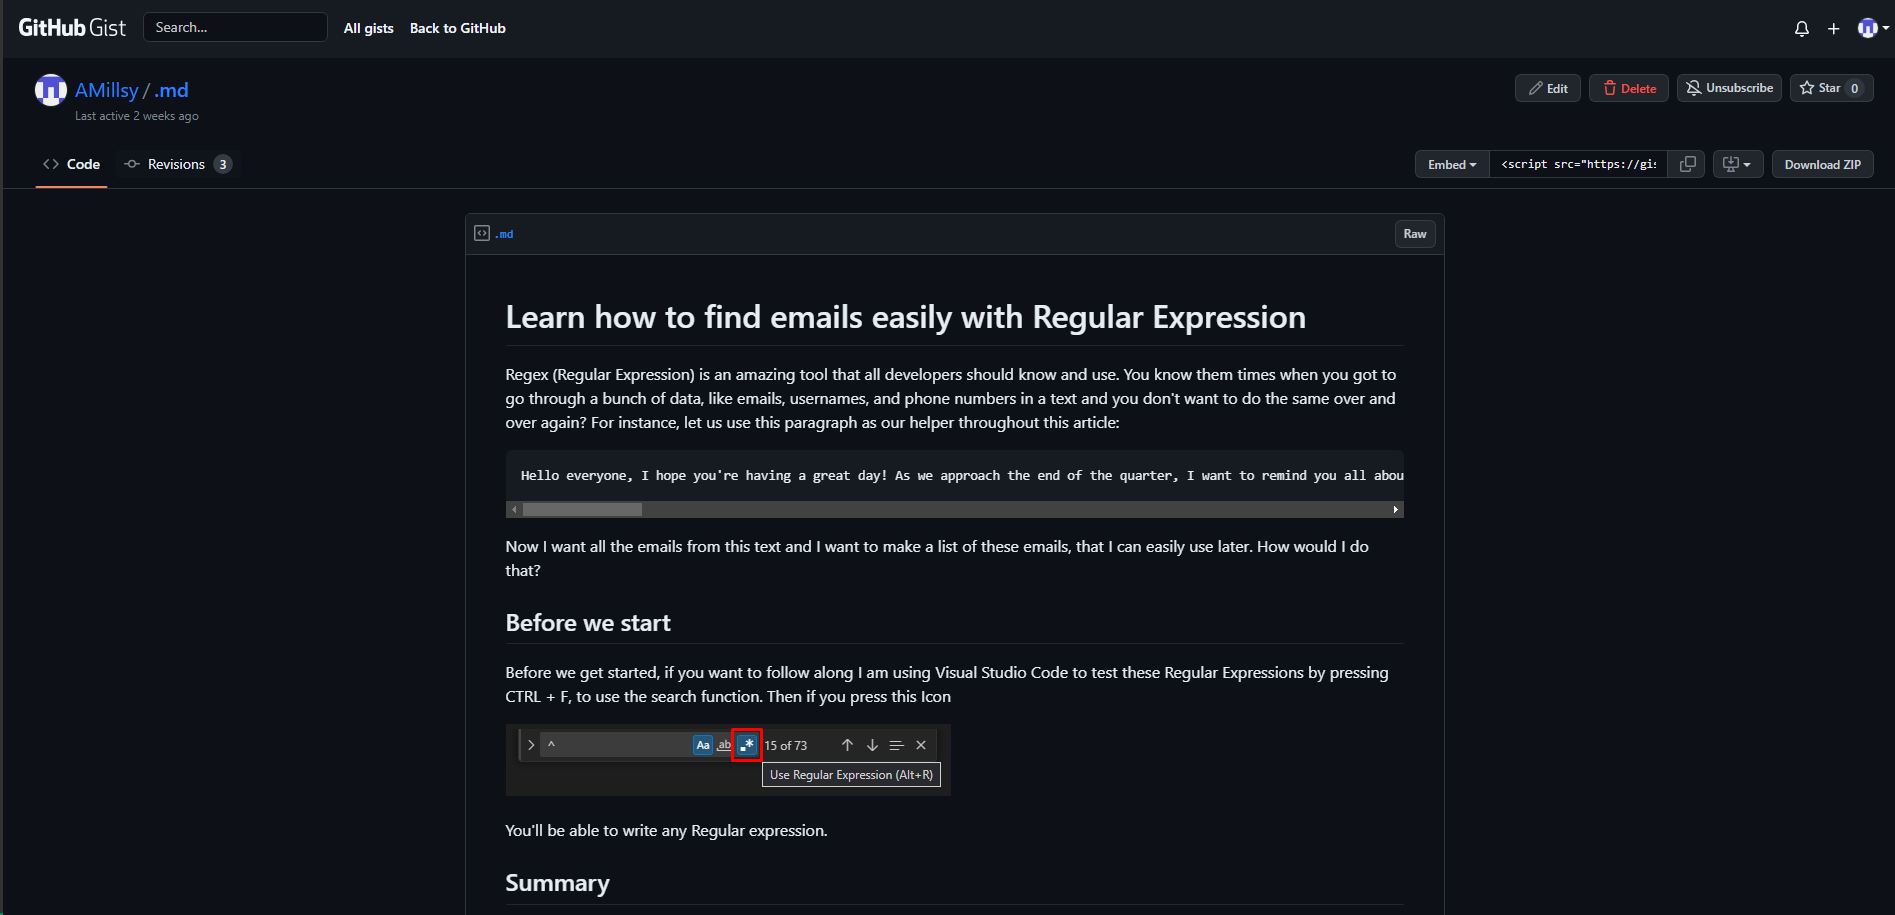 GitHub Gist Search... All gists Back to GitHub
AMillsy / .md
Last active 2 weeks ago
Edit Delete Unsubscribe Star 0
Code Revisions 3
Embed <script src="https://gis Download ZIP
.md Raw
Learn how to find emails easily with Regular Expression
Regex (Regular Expression) is an amazing tool that all developers should know and use. You know them times when you got to
go through a bunch of data, like emails, usernames, and phone numbers in a text and you don't want to do the same over and
over again? For instance, let us use this paragraph as our helper throughout this article:
Hello everyone, I hope you're having a great day! As we approach the end of the quarter, I want to remind you all abou
Now I want all the emails from this text and I want to make a list of these emails, that I can easily use later. How would I do
that?
Before we start
Before we get started, if you want to follow along I am using Visual Studio Code to test these Regular Expressions by pressing
CTRL + F, to use the search function. Then if you press this Icon
^ Aa ab .* 15 of 73
Use Regular Expression (Alt+R)
You'll be able to write any Regular expression.
Summary